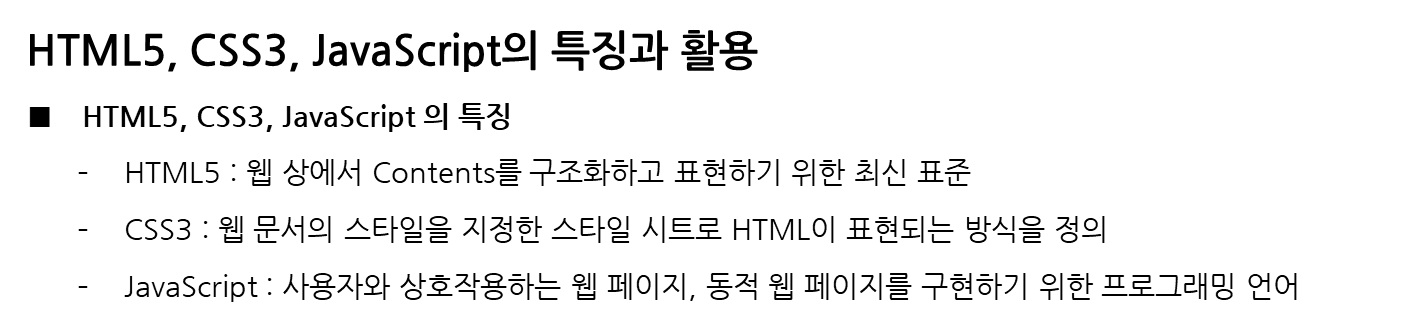 HTML5, CSS3, JavaScript의 특징과 활용
■ HTML5, CSS3, JavaScript 의 특징
- HTML5 : 웹 상에서 Contents를 구조화하고 표현하기 위한 최신 표준
- CSS3 : 웹 문서의 스타일을 지정한 스타일 시트로 HTML이 표현되는 방식을 정의
- JavaScript : 사용자와 상호작용하는 웹 페이지, 동적 웹 페이지를 구현하기 위한 프로그래밍 언어